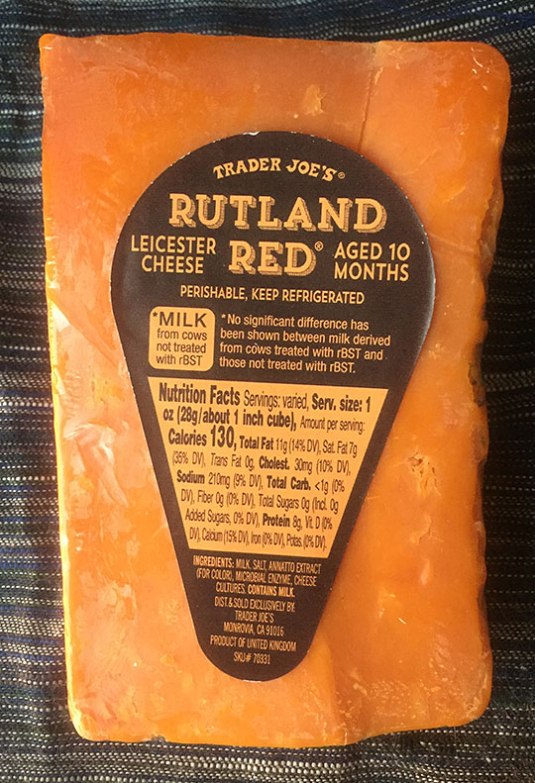 TRADER JOE'S®
RUTLAND
LEICESTER CHEESE
RED®
AGED 10 MONTHS
PERISHABLE, KEEP REFRIGERATED
*MILK
from cows
not treated
with rBST
*No significant difference has
been shown between milk derived
from cows treated with rBST and
those not treated with rBST.
Nutrition Facts Servings: varied, Serv. size: 1
oz (28g/about 1 inch cube), Amount per serving:
Calories 130, Total Fat 11g (14% DV), Sat. Fat 7g
(35% DV), Trans Fat 0g, Cholest. 30mg (10% DV),
Sodium 210mg (9% DV), Total Carb. <1g (0%
DV), Fiber 0g (0% DV), Total Sugars 0g (Incl. 0g
Added Sugars, 0% DV), Protein 8g, Vit. D (0%
DV), Calcium (15% DV), Iron (0% DV), Potas. (0% DV).
INGREDIENTS: MILK, SALT, ANNATTO EXTRACT
(FOR COLOR), MICROBIAL ENZYME, CHEESE
CULTURES. CONTAINS MILK.
DIST. & SOLD EXCLUSIVELY BY:
TRADER JOE'S
MONROVIA, CA 91016
PRODUCT OF UNITED KINGDOM
SKU# 70331